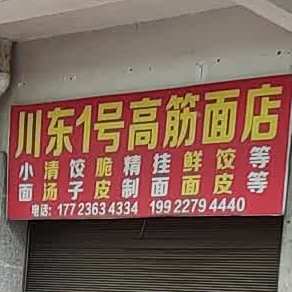 川东1号高筋面店
小面 清汤 饺子 脆皮 精制 挂面 鲜面 饺皮 等等
电话：177 2363 4334 199 2279 4440